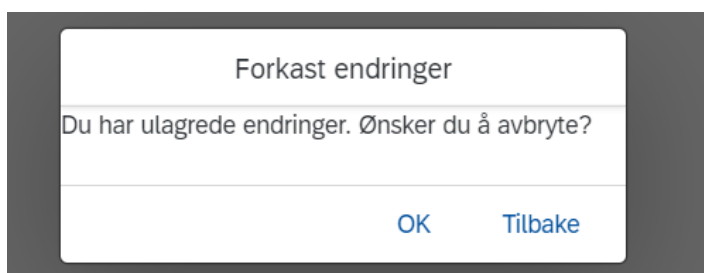 Forkast endringer
Du har ulagrede endringer. Ønsker du å avbryte?
OK Tilbake